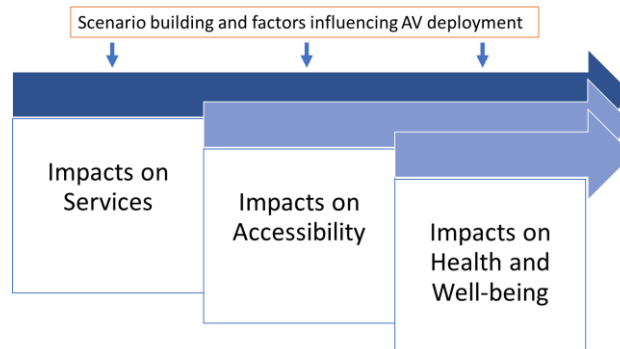 Scenario building and factors influencing AV deployment
Impacts on
Services
Impacts on
Accessibility
Impacts on
Health and
Well-being